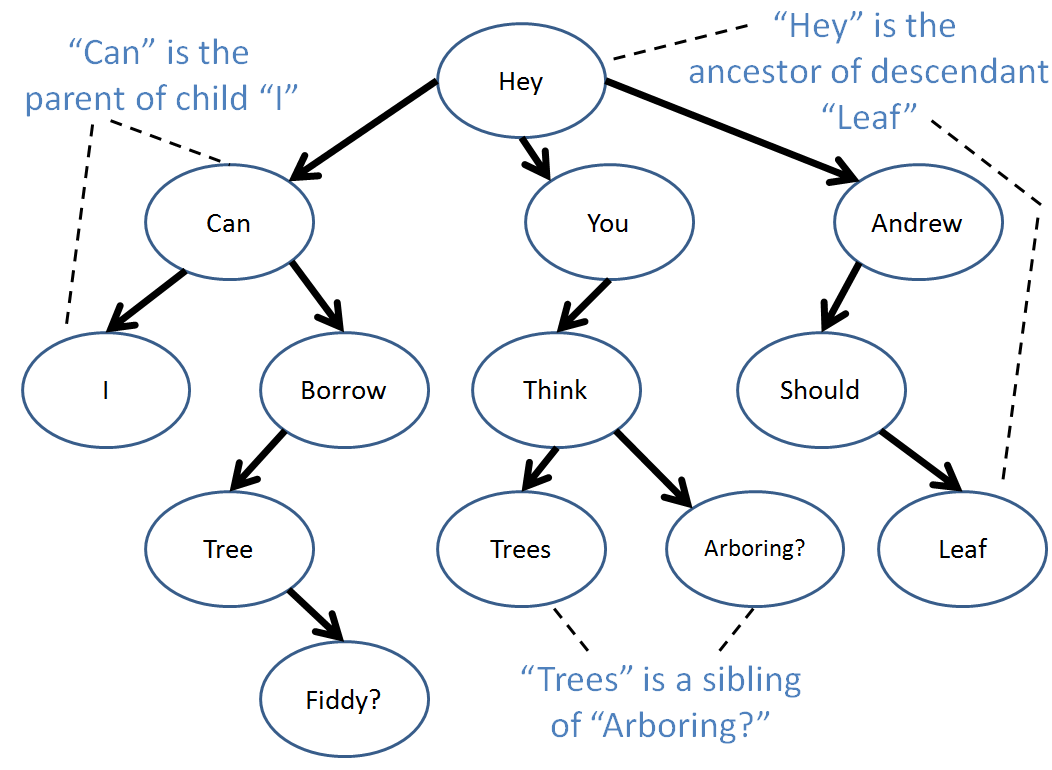 “Can” is the
parent of child “I”
“Hey” is the
ancestor of descendant
“Leaf”
Hey
Can
You
Andrew
I
Borrow
Think
Should
Tree
Trees
Arboring?
Leaf
Fiddy?
“Trees” is a sibling
of “Arboring?”